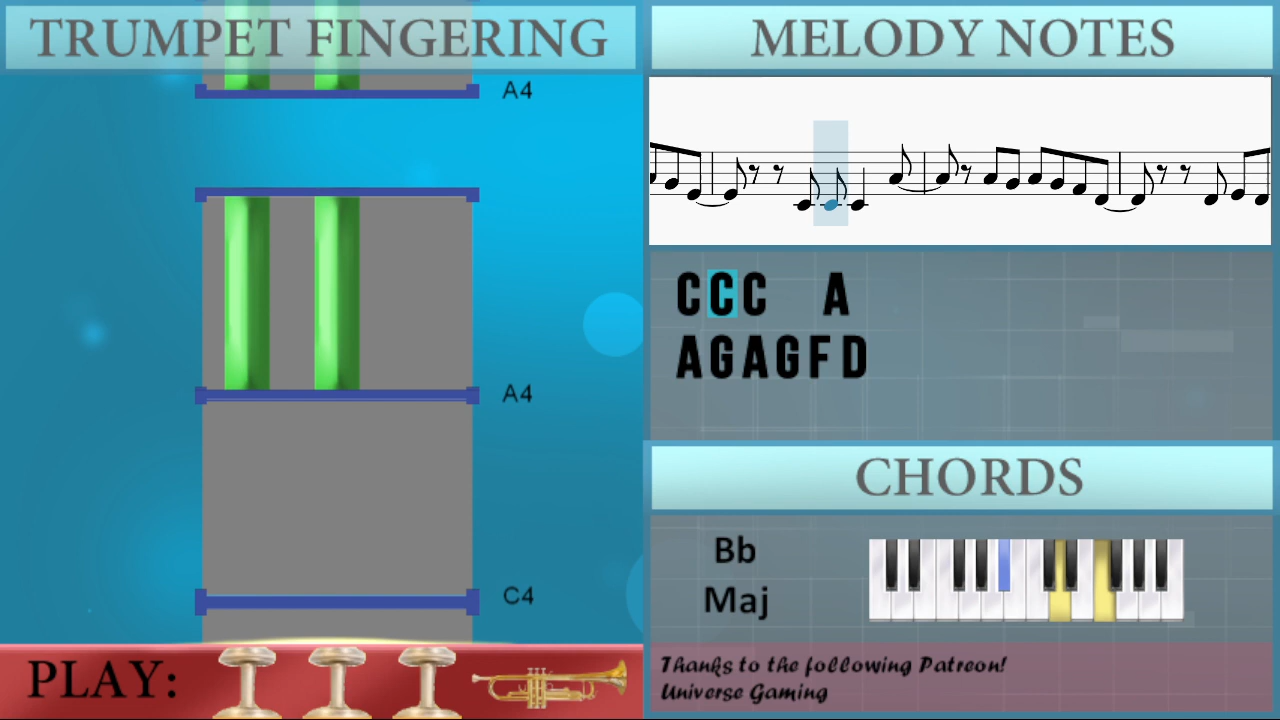 TRUMPET FINGERING
A4
A4
C4
PLAY:
MELODY NOTES
CCC A
AGAGFD
CHORDS
Bb
Maj
Thanks to the following Patreon!
Universe Gaming